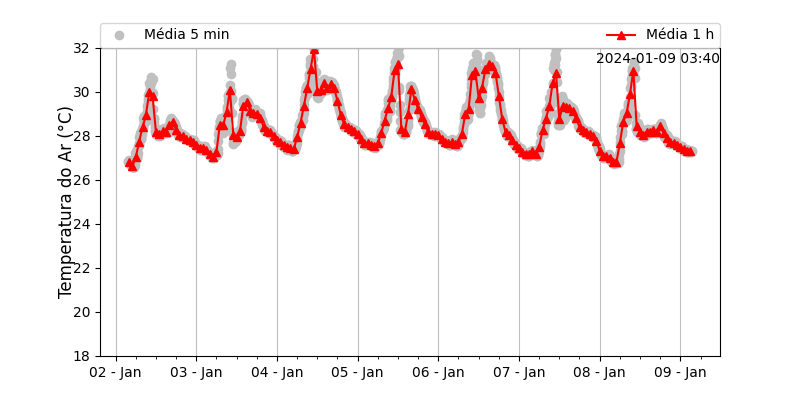 Média 5 min
Média 1 h
2024-01-09 03:40
Temperatura do Ar (°C)
32
30
28
26
24
22
20
18
02 - Jan
03 - Jan
04 - Jan
05 - Jan
06 - Jan
07 - Jan
08 - Jan
09 - Jan